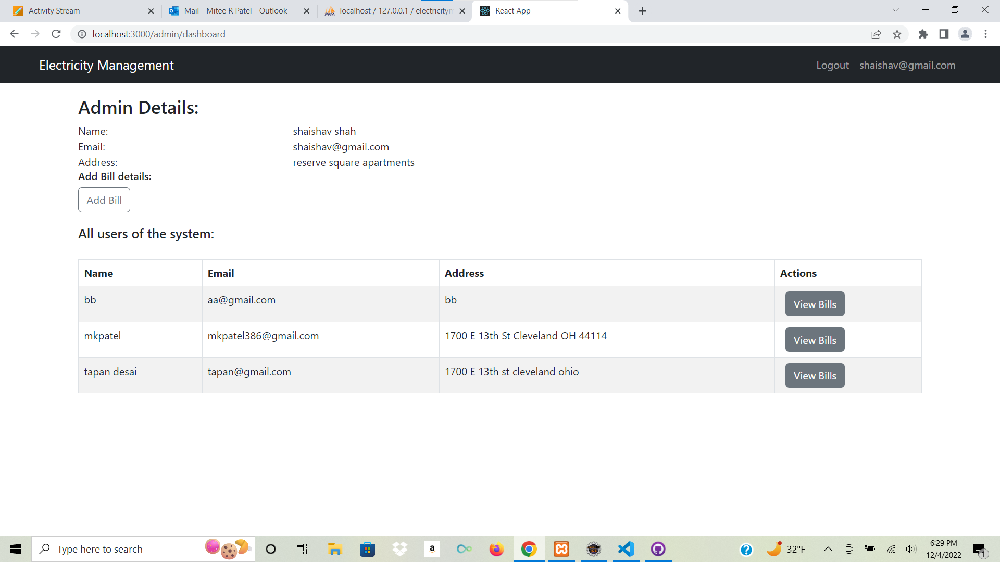 Activity Stream
Mail - Mitee R Patel - Outlook
PMA
localhost / 127.0.0.1 / electricitym
React App
localhost:3000/admin/dashboard
Electricity Management
Logout shaishav@gmail.com
Admin Details:
Name: shaishav shah
Email: shaishav@gmail.com
Address: reserve square apartments
Add Bill details:
Add Bill
All users of the system:
Name Email Address Actions
bb aa@gmail.com bb View Bills
mkpatel mkpatel386@gmail.com 1700 E 13th St Cleveland OH 44114 View Bills
tapan desai tapan@gmail.com 1700 E 13th st cleveland ohio View Bills
Type here to search
a
?
32°F
6:29 PM
12/4/2022
1